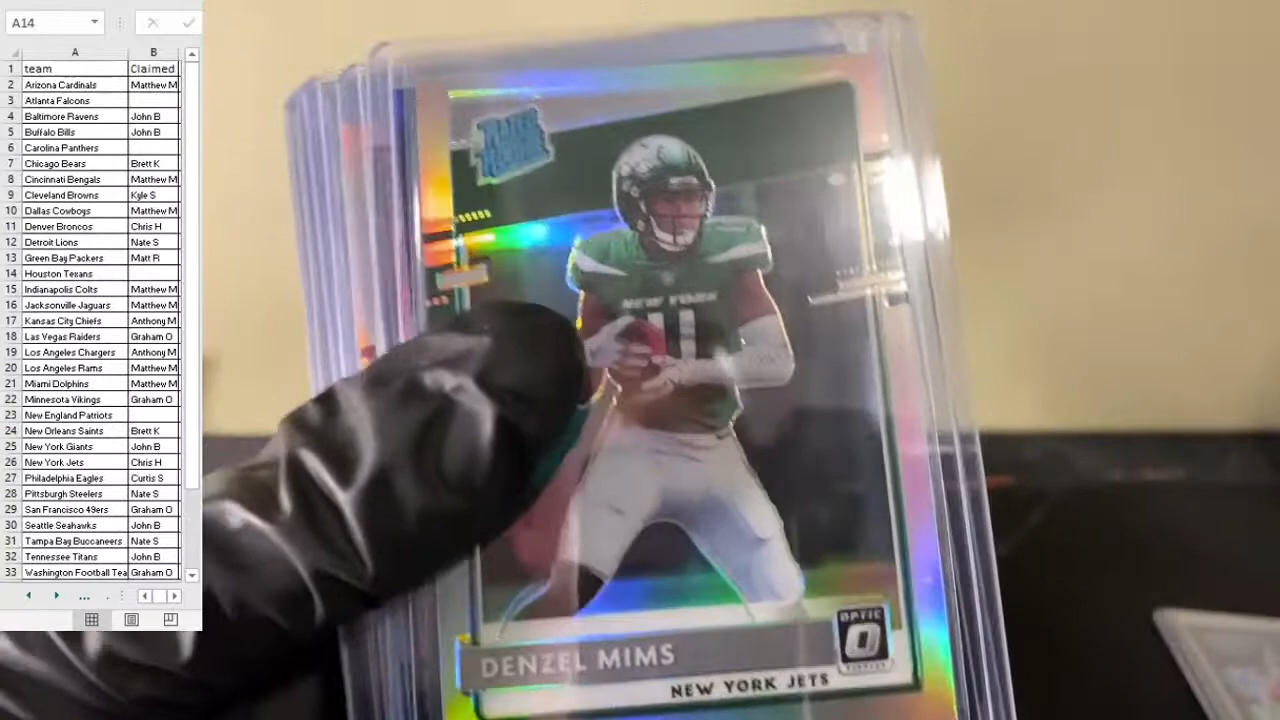 A14
A B
1 team Claimed
2 Arizona Cardinals Matthew M
3 Atlanta Falcons
4 Baltimore Ravens John B
5 Buffalo Bills John B
6 Carolina Panthers
7 Chicago Bears Brett K
8 Cincinnati Bengals Matthew M
9 Cleveland Browns Kyle S
10 Dallas Cowboys Matthew M
11 Denver Broncos Chris H
12 Detroit Lions Nate S
13 Green Bay Packers Matt R
14 Houston Texans
15 Indianapolis Colts Matthew M
16 Jacksonville Jaguars Matthew M
17 Kansas City Chiefs Anthony M
18 Las Vegas Raiders Graham O
19 Los Angeles Chargers Anthony M
20 Los Angeles Rams Matthew M
21 Miami Dolphins Matthew M
22 Minnesota Vikings Graham O
23 New England Patriots
24 New Orleans Saints Brett K
25 New York Giants John B
26 New York Jets Chris H
27 Philadelphia Eagles Curtis S
28 Pittsburgh Steelers Nate S
29 San Francisco 49ers Graham O
30 Seattle Seahawks John B
31 Tampa Bay Buccaneers Nate S
32 Tennessee Titans John B
33 Washington Football Tea Graham O
RATED ROOKIE
NEW YORK
11
OPTIC
DENZEL MIMS
NEW YORK JETS